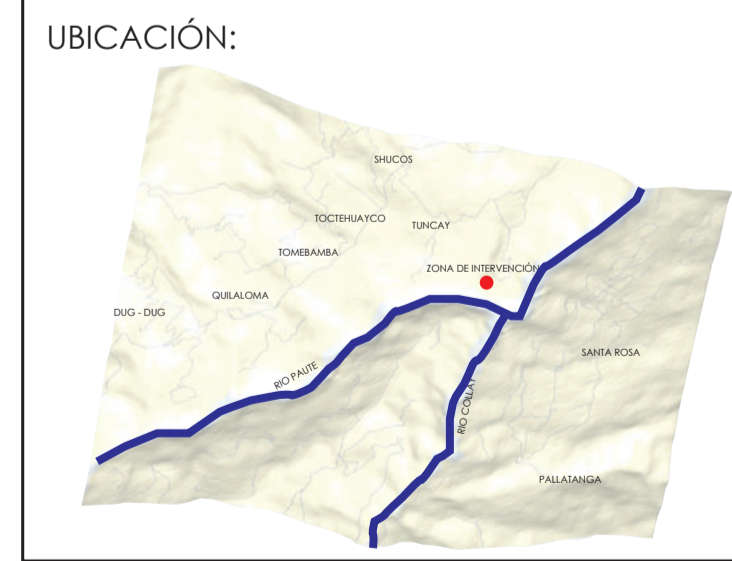 UBICACIÓN:
SHUCOS
TOCTEHUAYCO
TUNCAY
TOMEBAMBA
ZONA DE INTERVENCIÓN
QUILALOMA
DUG - DUG
SANTA ROSA
RIO PAUTE
RIO COLLAY
PALLATANGA